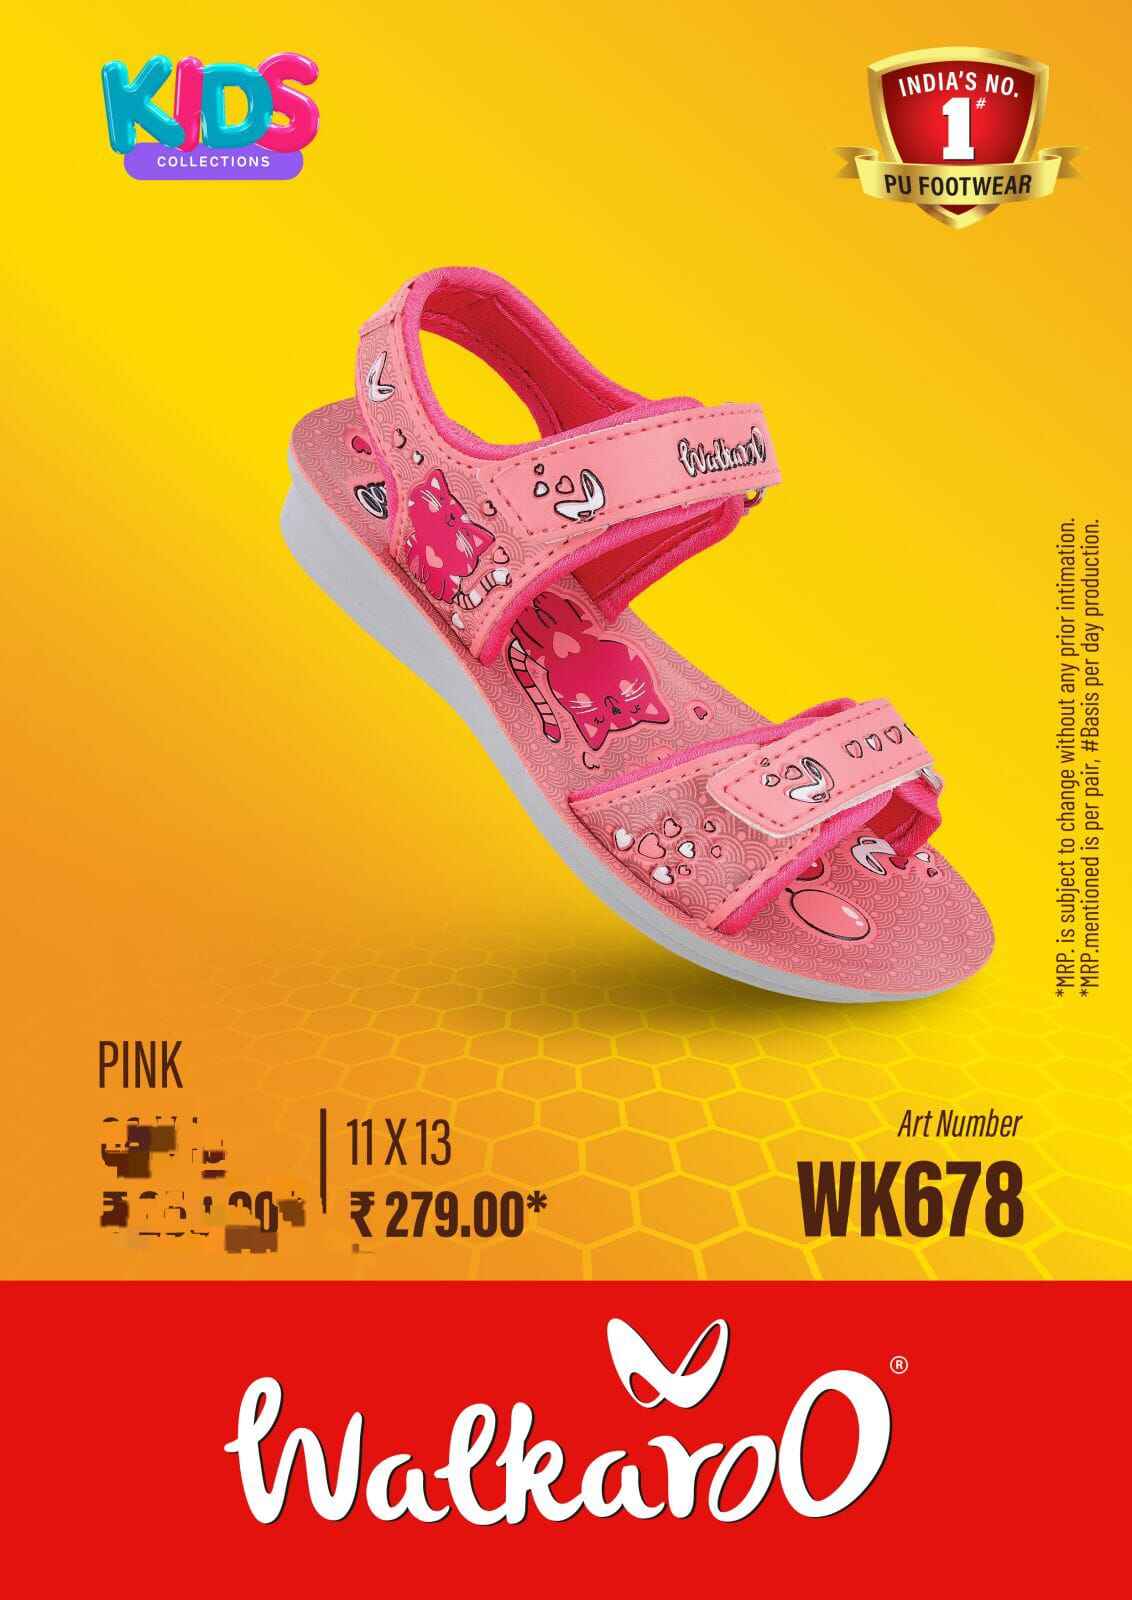 KIDS
COLLECTIONS
INDIA'S NO.
1#
PU FOOTWEAR
Walkaroo
*MRP. is subject to change without any prior intimation.
*MRP.mentioned is per pair, #Basis per day production.
PINK
11 X 13
₹ 279.00*
Art Number
WK678
Walkaroo®